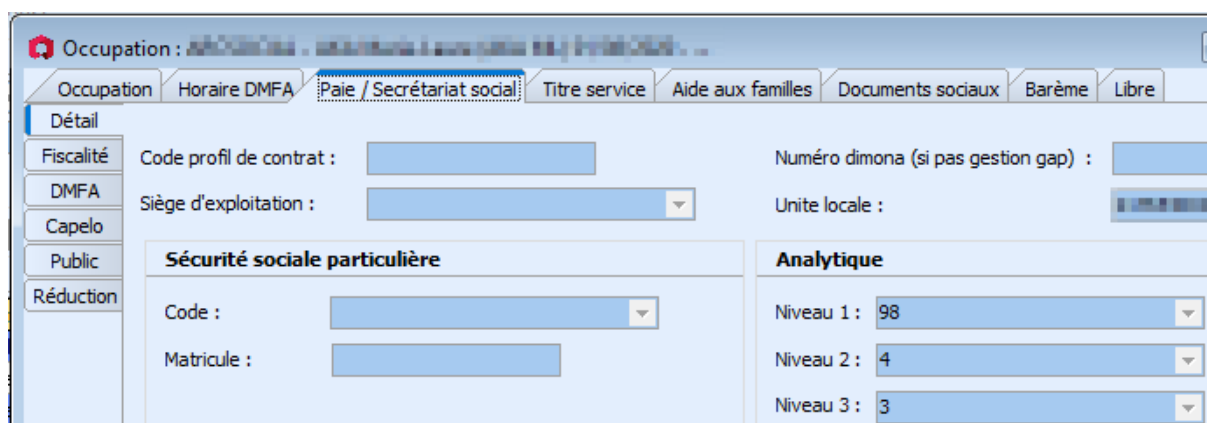 Occupation :
Occupation Horaire DMFA Paie / Secrétariat social Titre service Aide aux familles Documents sociaux Barème Libre
Détail
Fiscalité Code profil de contrat : Numéro dimona (si pas gestion gap) :
DMFA Siège d'exploitation : Unite locale :
Capelo
Public Sécurité sociale particulière Analytique
Réduction Code : Niveau 1 : 98
Matricule : Niveau 2 : 4
Niveau 3 : 3